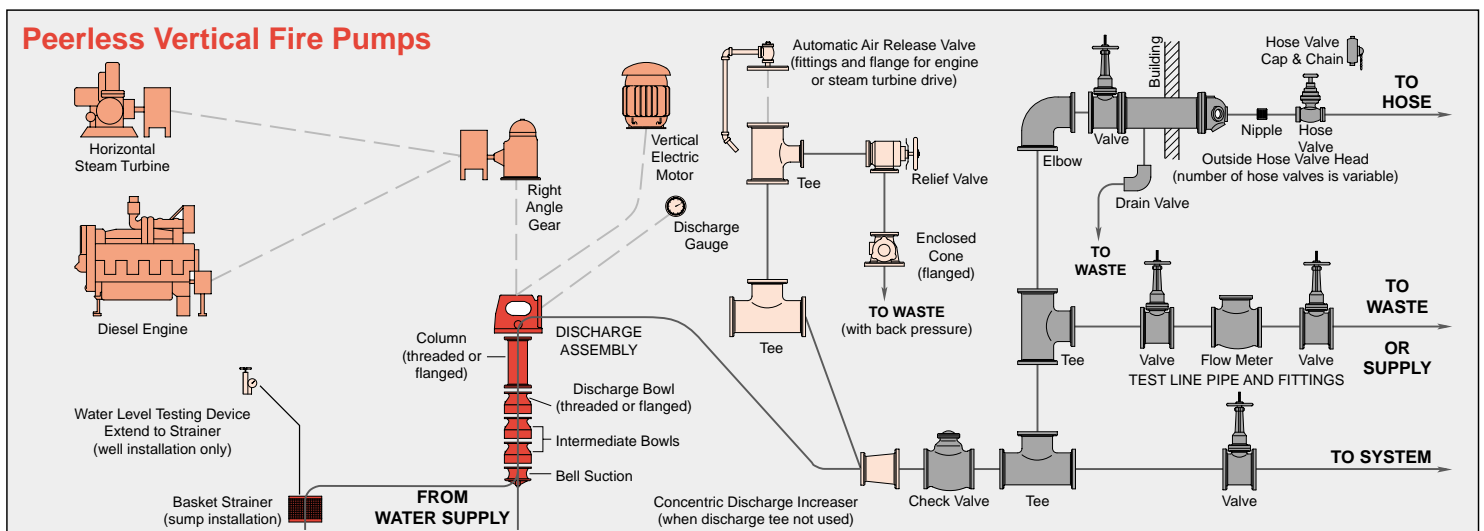 Peerless Vertical Fire Pumps
Horizontal
Steam Turbine
Diesel Engine
Right
Angle
Gear
Vertical
Electric
Motor
Discharge
Gauge
Automatic Air Release Valve
(fittings and flange for engine
or steam turbine drive)
Tee
Relief Valve
Enclosed
Cone
(flanged)
TO WASTE
(with back pressure)
Tee
Elbow
Valve
Building
Drain Valve
TO
WASTE
Hose Valve
Cap & Chain
TO
HOSE
Nipple
Hose
Valve
Outside Hose Valve Head
(number of hose valves is variable)
Tee
Valve
Flow Meter
Valve
TEST LINE PIPE AND FITTINGS
TO
WASTE
OR
SUPPLY
DISCHARGE
ASSEMBLY
Column
(threaded or
flanged)
Discharge Bowl
(threaded or flanged)
Intermediate Bowls
Bell Suction
Water Level Testing Device
Extend to Strainer
(well installation only)
Basket Strainer
(sump installation)
FROM
WATER SUPPLY
Concentric Discharge Increaser
(when discharge tee not used)
Check Valve
Tee
Valve
TO SYSTEM